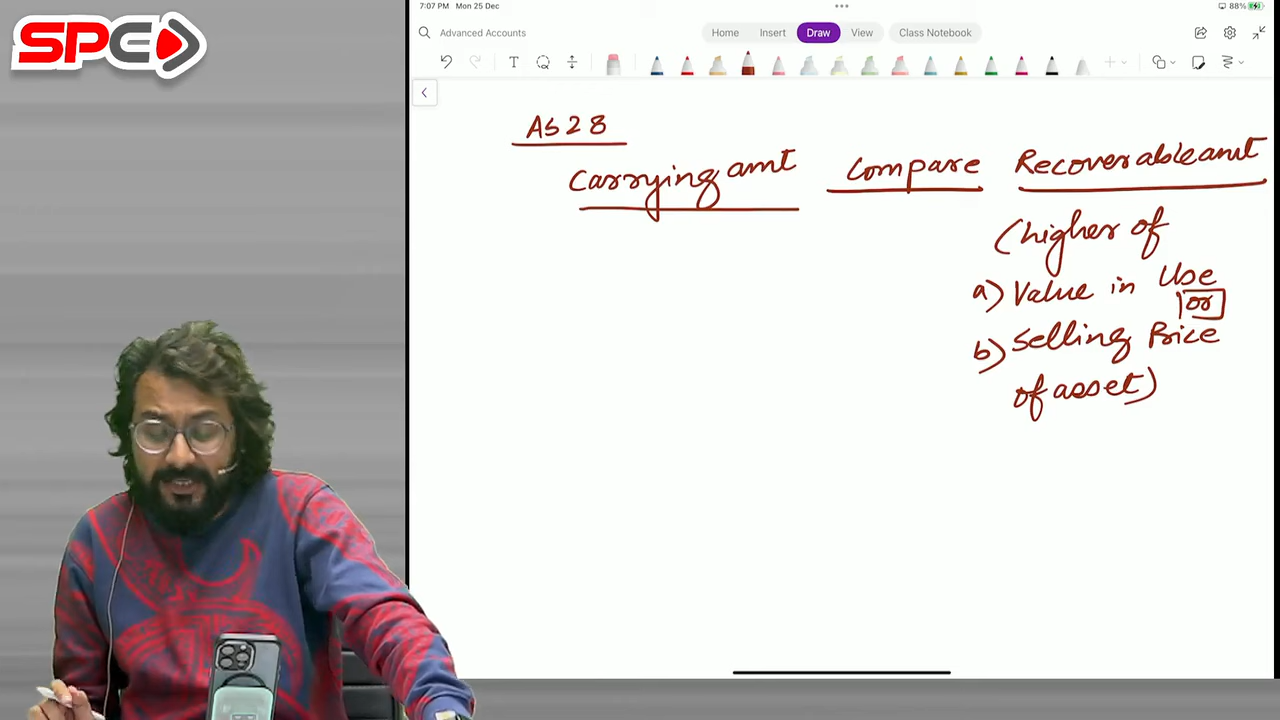 SPED
7:07 PM Mon 25 Dec
88%
Advanced Accounts
Home Insert Draw View Class Notebook
T
AS 28
Carrying amt Compare Recoverable amt
(higher of
a) Value in Use
or
b) Selling Price
of asset)